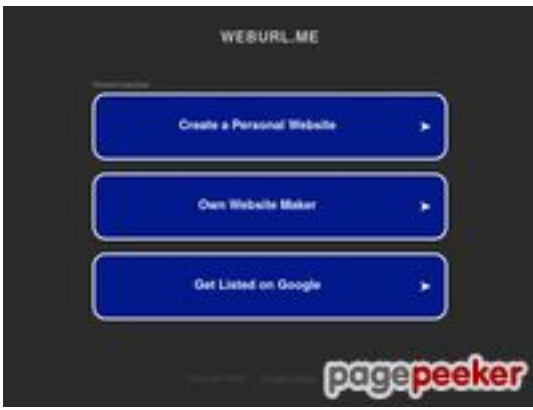 WEBURL.ME
Create a Personal Website
Own Website Maker
Get Listed on Google
pagepeeker